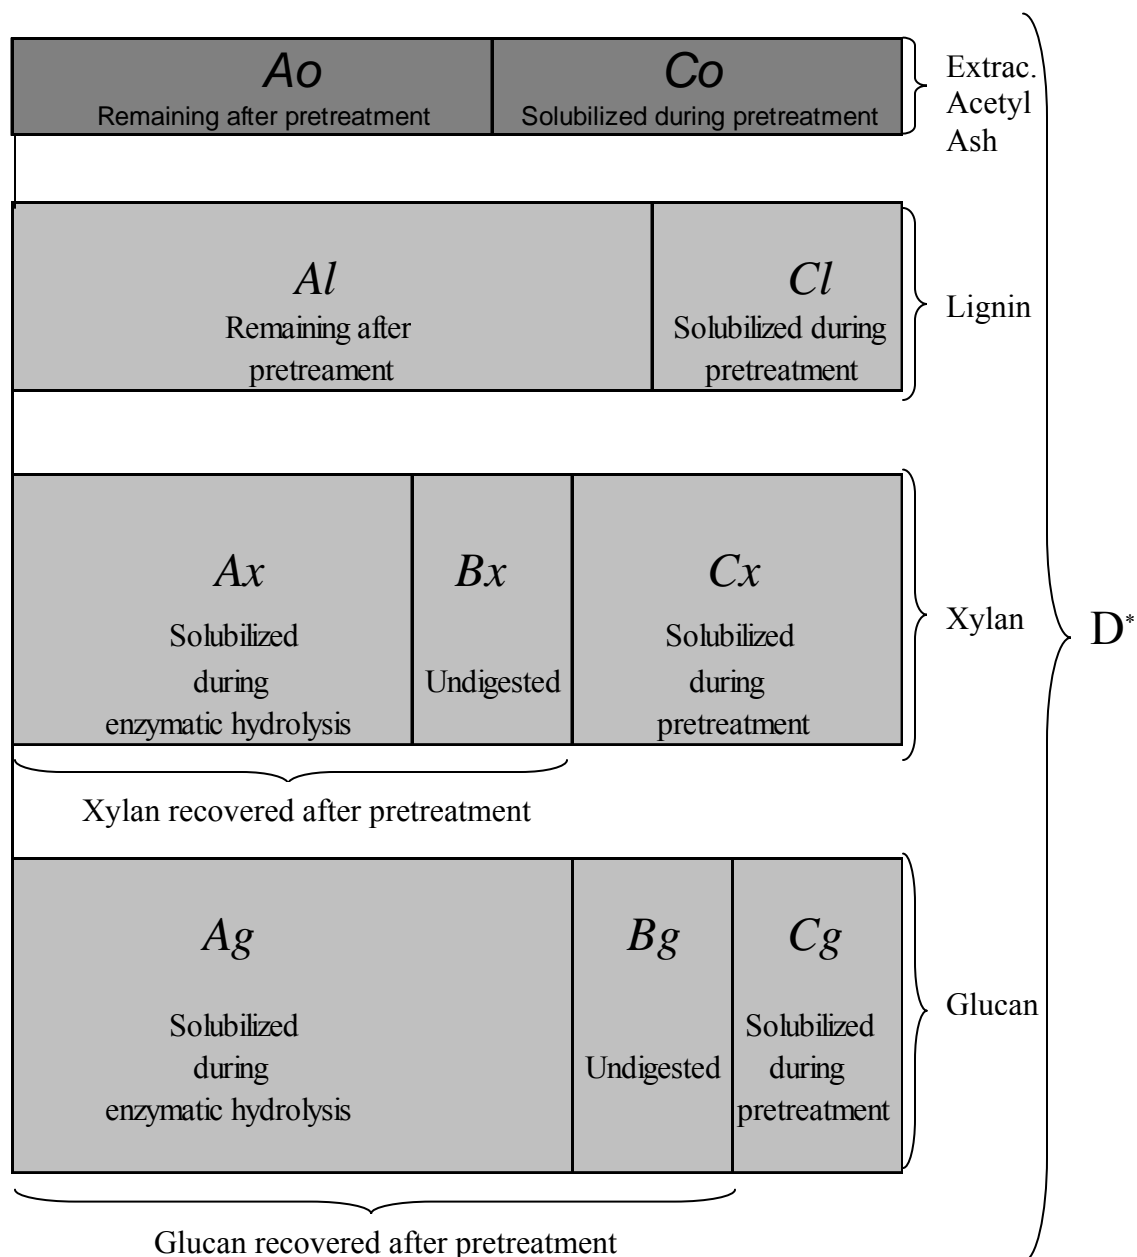 Ao
Remaining after pretreatment
Co
Solubilized during pretreatment
Extrac.
Acetyl
Ash
Al
Remaining after
pretreament
Cl
Solubilized during
pretreatment
Lignin
Ax
Solubilized
during
enzymatic hydrolysis
Bx
Undigested
Cx
Solubilized
during
pretreatment
Xylan
D*
Xylan recovered after pretreatment
Ag
Solubilized
during
enzymatic hydrolysis
Bg
Undigested
Cg
Solubilized
during
pretreatment
Glucan
Glucan recovered after pretreatment